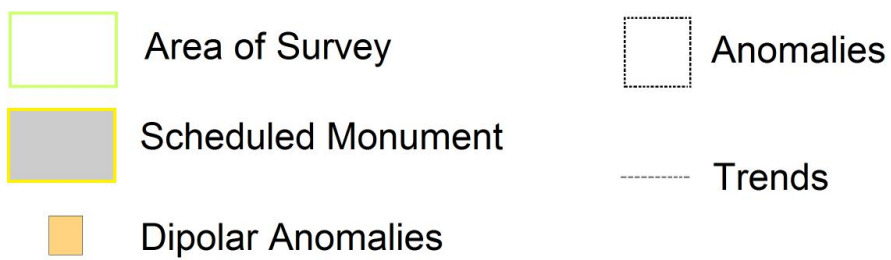 Area of Survey
Scheduled Monument
Dipolar Anomalies
Anomalies
Trends